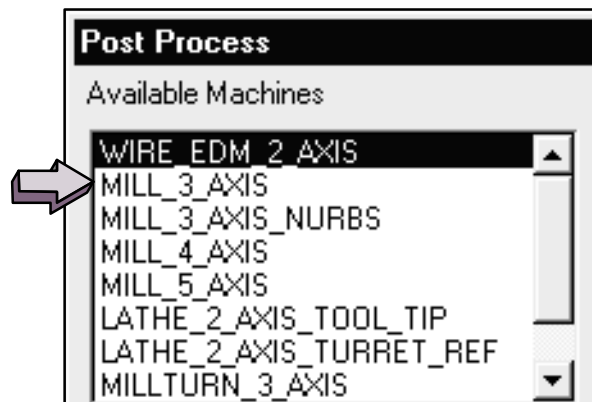 Post Process
Available Machines
WIRE_EDM_2_AXIS
MILL_3_AXIS
MILL_3_AXIS_NURBS
MILL_4_AXIS
MILL_5_AXIS
LATHE_2_AXIS_TOOL_TIP
LATHE_2_AXIS_TURRET_REF
MILLTURN_3_AXIS